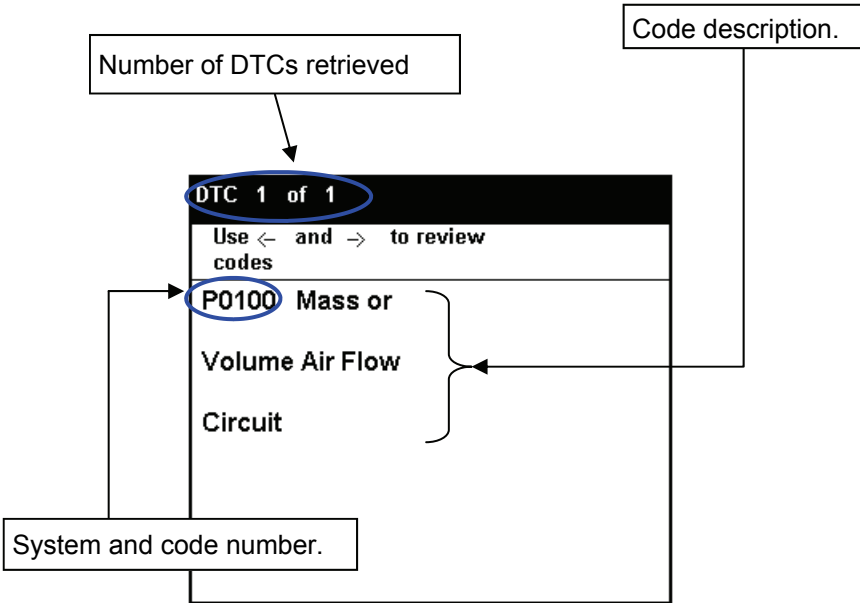 Code description.
Number of DTCs retrieved
DTC 1 of 1
Use <- and -> to review
codes
P0100 Mass or
Volume Air Flow
Circuit
System and code number.